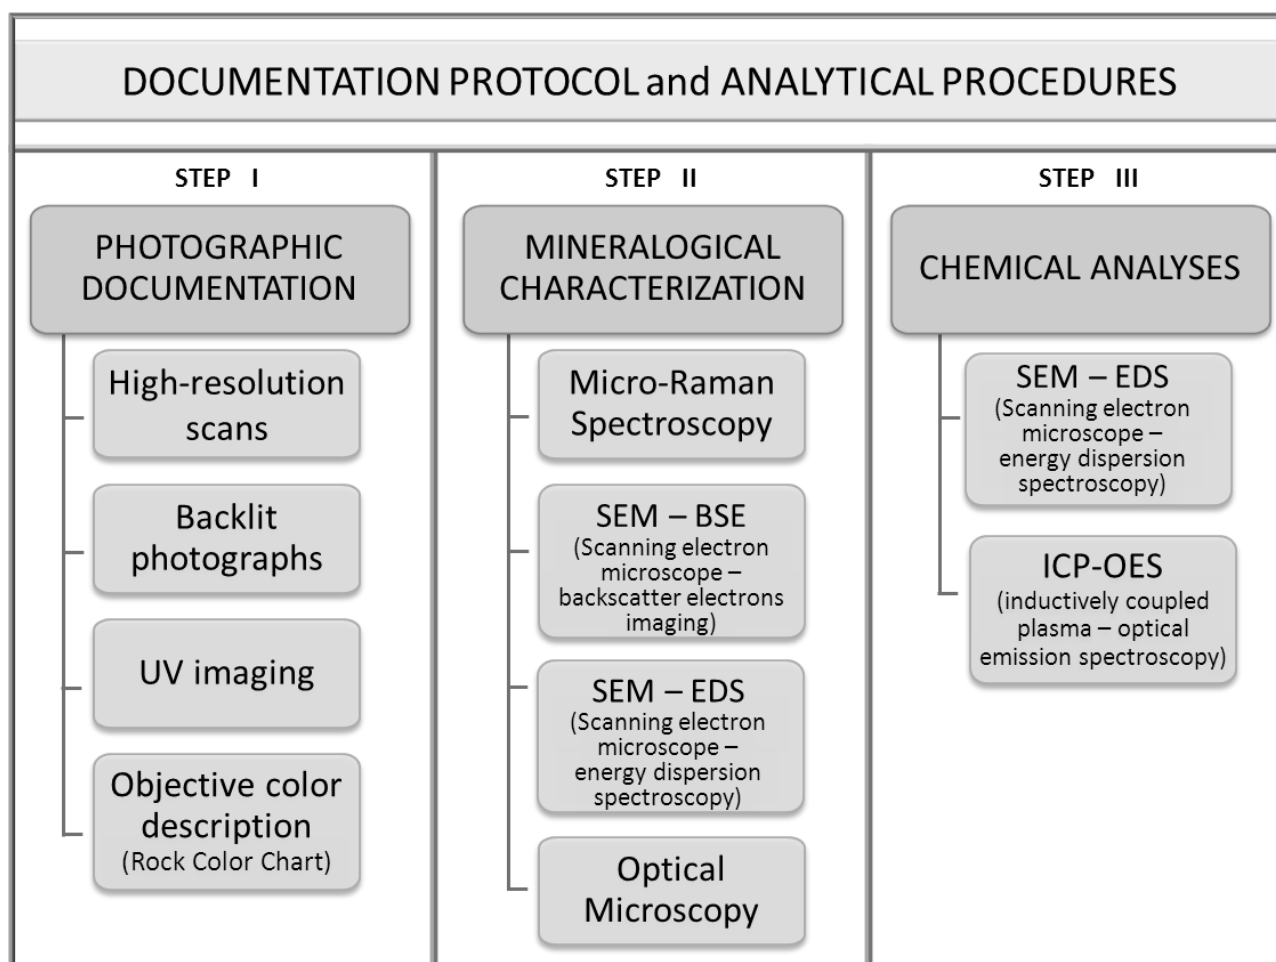 DOCUMENTATION PROTOCOL and ANALYTICAL PROCEDURES
STEP I
PHOTOGRAPHIC
DOCUMENTATION
High-resolution
scans
Backlit
photographs
UV imaging
Objective color
description
(Rock Color Chart)
STEP II
MINERALOGICAL
CHARACTERIZATION
Micro-Raman
Spectroscopy
SEM – BSE
(Scanning electron
microscope –
backscatter electrons
imaging)
SEM – EDS
(Scanning electron
microscope –
energy dispersion
spectroscopy)
Optical
Microscopy
STEP III
CHEMICAL ANALYSES
SEM – EDS
(Scanning electron
microscope –
energy dispersion
spectroscopy)
ICP-OES
(inductively coupled
plasma – optical
emission spectroscopy)